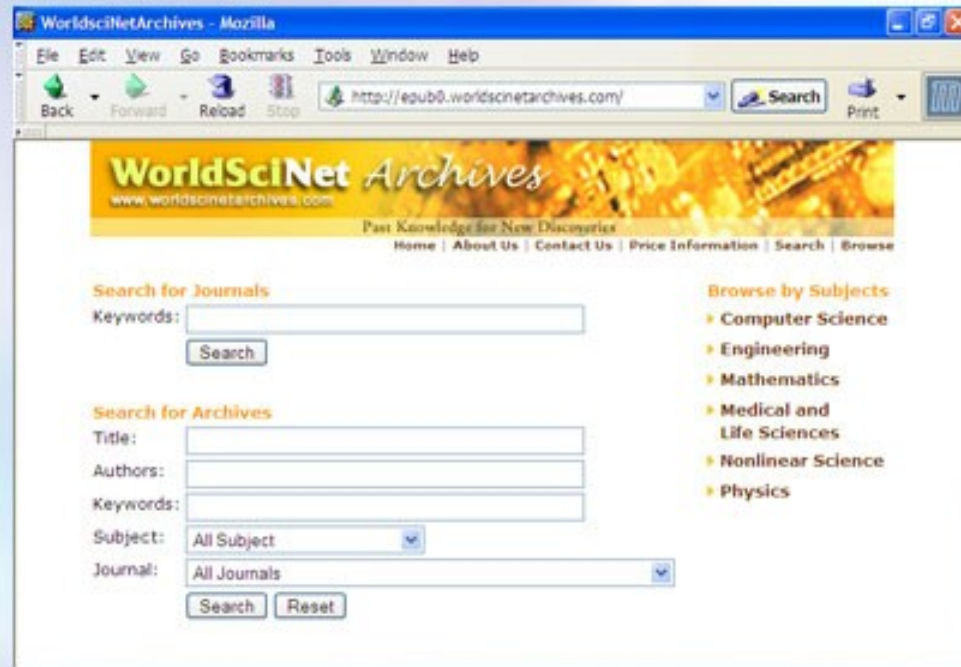 WorldsciNetArchives - Mozilla
File Edit View Go Bookmarks Tools Window Help
Back Forward Reload Stop http://epub0.worldscinetarchives.com/ Search Print
WorldSciNet Archives
www.worldscinetarchives.com
Past Knowledge for New Discoveries
Home | About Us | Contact Us | Price Information | Search | Browse
Search for Journals
Keywords:
Search
Search for Archives
Title:
Authors:
Keywords:
Subject: All Subject
Journal: All Journals
Search Reset
Browse by Subjects
Computer Science
Engineering
Mathematics
Medical and
Life Sciences
Nonlinear Science
Physics